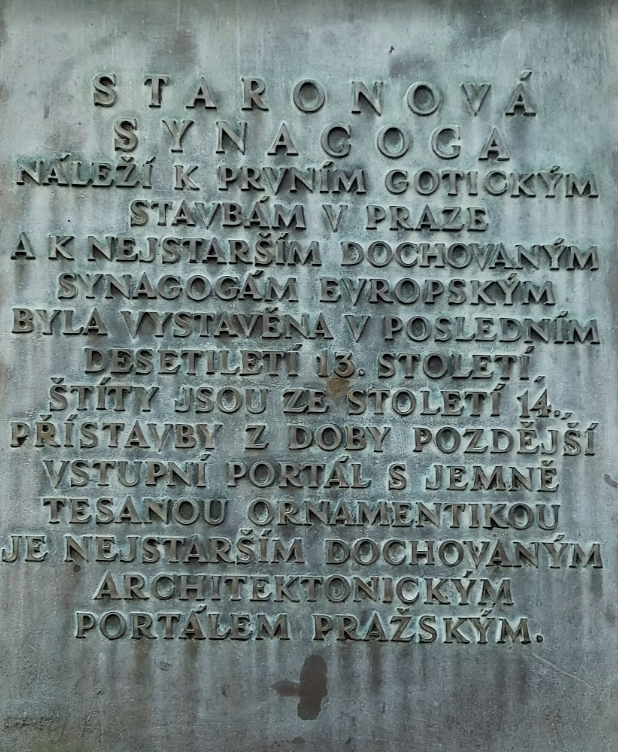 STARONOVÁ
SYNAGOGA
NÁLEŽÍ K PRVNÍM GOTICKÝM
STAVBÁM V PRAZE
A K NEJSTARŠÍM DOCHOVANÝM
SYNAGOGÁM EVROPSKÝM
BYLA VYSTAVĚNA V POSLEDNÍM
DESETILETÍ 13. STOLETÍ,
ŠTÍTY JSOU ZE STOLETÍ 14.,
PŘÍSTAVBY Z DOBY POZDĚJŠÍ
VSTUPNÍ PORTÁL S JEMNĚ
TESANOU ORNAMENTIKOU
JE NEJSTARŠÍM DOCHOVANÝM
ARCHITEKTONICKÝM
PORTÁLEM PRAŽSKÝM.